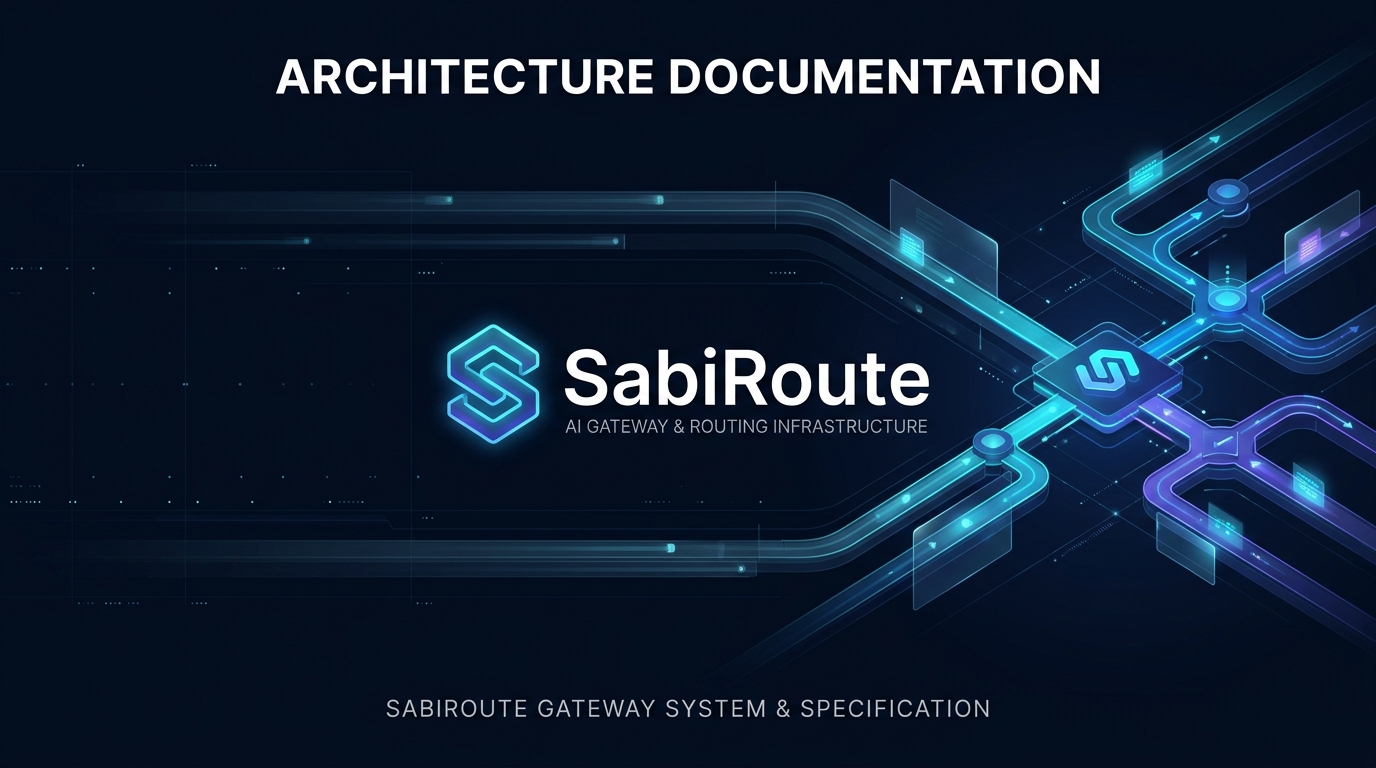 ARCHITECTURE DOCUMENTATION
SabiRoute
AI GATEWAY & ROUTING INFRASTRUCTURE
SABIROUTE GATEWAY SYSTEM & SPECIFICATION